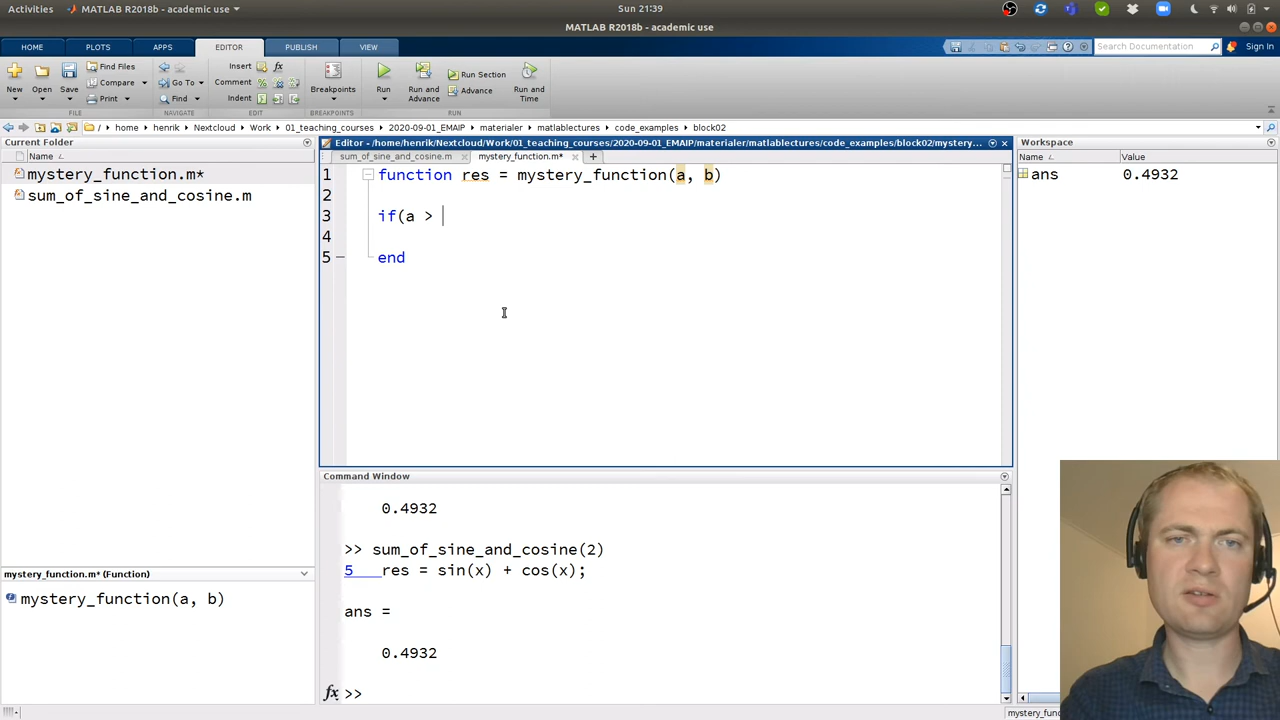 Activities
MATLAB R2018b - academic use
Sun 21:39
MATLAB R2018b - academic use
HOME
PLOTS
APPS
EDITOR
PUBLISH
VIEW
Search Documentation
Sign In
New
Open
Save
Find Files
Compare
Print
Go To
Find
Insert
fx
Comment
Indent
Breakpoints
Run
Run and
Advance
Run Section
Advance
Run and
Time
FILE
NAVIGATE
EDIT
BREAKPOINTS
RUN
/ home henrik Nextcloud Work 01_teaching_courses 2020-09-01_EMAIP materialer matlablectures code_examples block02
Current Folder
Name
mystery_function.m*
sum_of_sine_and_cosine.m
mystery_function.m* (Function)
mystery_function(a, b)
Editor - /home/henrik/Nextcloud/Work/01_teaching_courses/2020-09-01_EMAIP/materialer/matlablectures/code_examples/block02/mystery...
sum_of_sine_and_cosine.m
mystery_function.m*
1 function res = mystery_function(a, b)
2
3 if(a >
4
5 end
Command Window
0.4932
>> sum_of_sine_and_cosine(2)
5 res = sin(x) + cos(x);
ans =
0.4932
fx >>
Workspace
Name Value
ans 0.4932
mystery_func